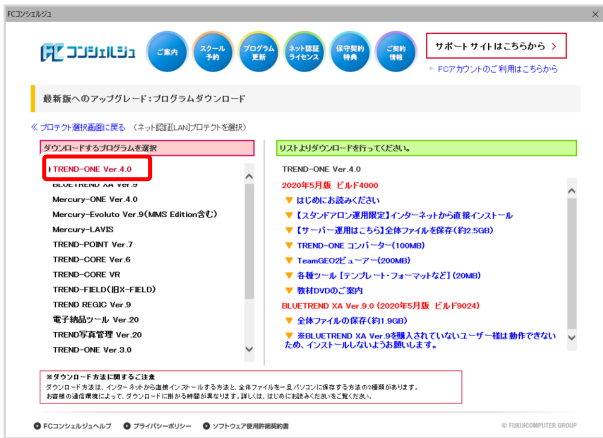 FCコンシェルジュ
FC コンシェルジュ
ご案内
スクール
予約
プログラム
更新
ネット認証
ライセンス
保守契約
特典
ご契約
情報
サポートサイトはこちらから >
FCアカウントのご利用はこちらから
最新版へのアップグレード:プログラムダウンロード
≪ プロテクト選択画面に戻る (ネット認証[LAN]プロテクトを選択)
ダウンロードするプログラムを選択
TREND-ONE Ver.4.0
BLUETREND XA Ver.9
Mercury-ONE Ver.4.0
Mercury-Evoluto Ver.9(MMS Edition含む)
Mercury-LAVIS
TREND-POINT Ver.7
TREND-CORE Ver.6
TREND-CORE VR
TREND-FIELD(旧X-FIELD)
TREND REGIC Ver.9
電子納品ツール Ver.20
TREND写真管理 Ver.20
TREND-ONE Ver.3.0
リストよりダウンロードを行ってください。
TREND-ONE Ver.4.0
2020年5月版 ビルド4000
▼ はじめにお読みください
▼ 【スタンドアロン運用限定】インターネットから直接インストール
▼ 【サーバー運用はこちら】全体ファイルを保存(約2.5GB)
▼ TREND-ONE コンバーター(100MB)
▼ TeamGEO2ビューアー(200MB)
▼ 各種ツール [テンプレート・フォーマットなど] (20MB)
▼ 教材DVDのご案内
BLUETREND XA Ver.9.0 (2020年5月版 ビルド9024)
▼ 全体ファイルの保存(約1.9GB)
▼ ※BLUETREND XA Ver.9を購入されていないユーザー様は動作できない
ため、インストールしないようお願いします。
※ダウンロード方法に関するご注意
ダウンロード方法は、インターネットから直接インストールする方法と、全体ファイルを一旦パソコンに保存する方法の2種類があります。
お客様の通信環境によって、ダウンロードに掛かる時間が異なります。詳しくは、はじめにお読みくださいをご覧ください。
FCコンシェルジュヘルプ
プライバシーポリシー
ソフトウェア使用許諾契約書
© FUKUICOMPUTER GROUP